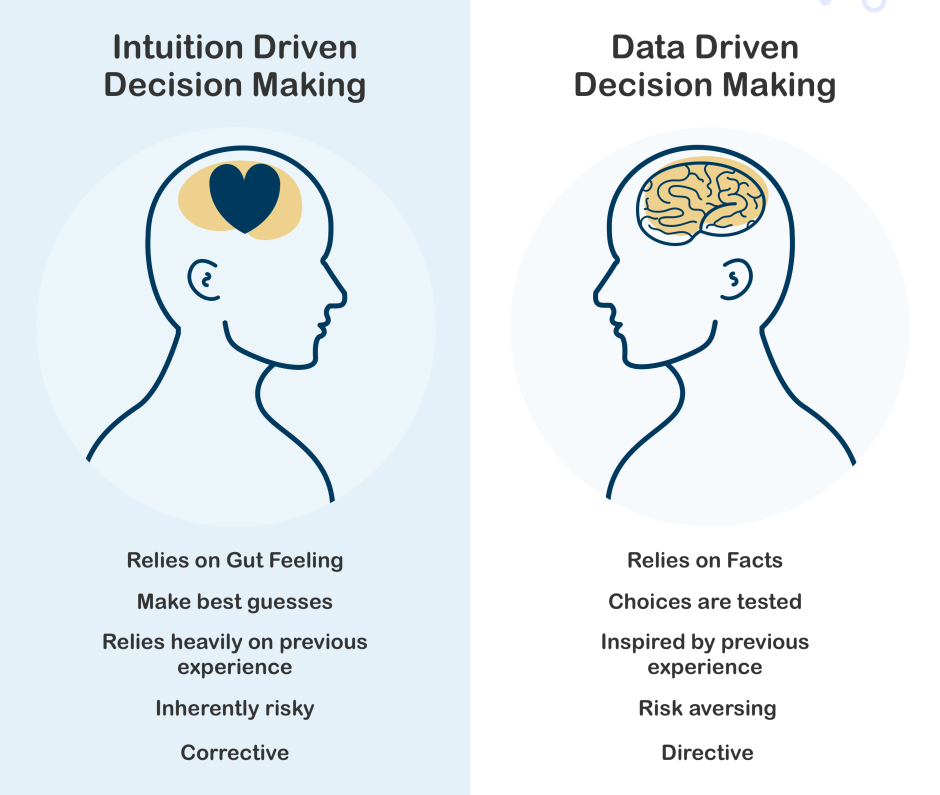 Intuition Driven
Decision Making
Relies on Gut Feeling
Make best guesses
Relies heavily on previous
experience
Inherently risky
Corrective
Data Driven
Decision Making
Relies on Facts
Choices are tested
Inspired by previous
experience
Risk aversing
Directive